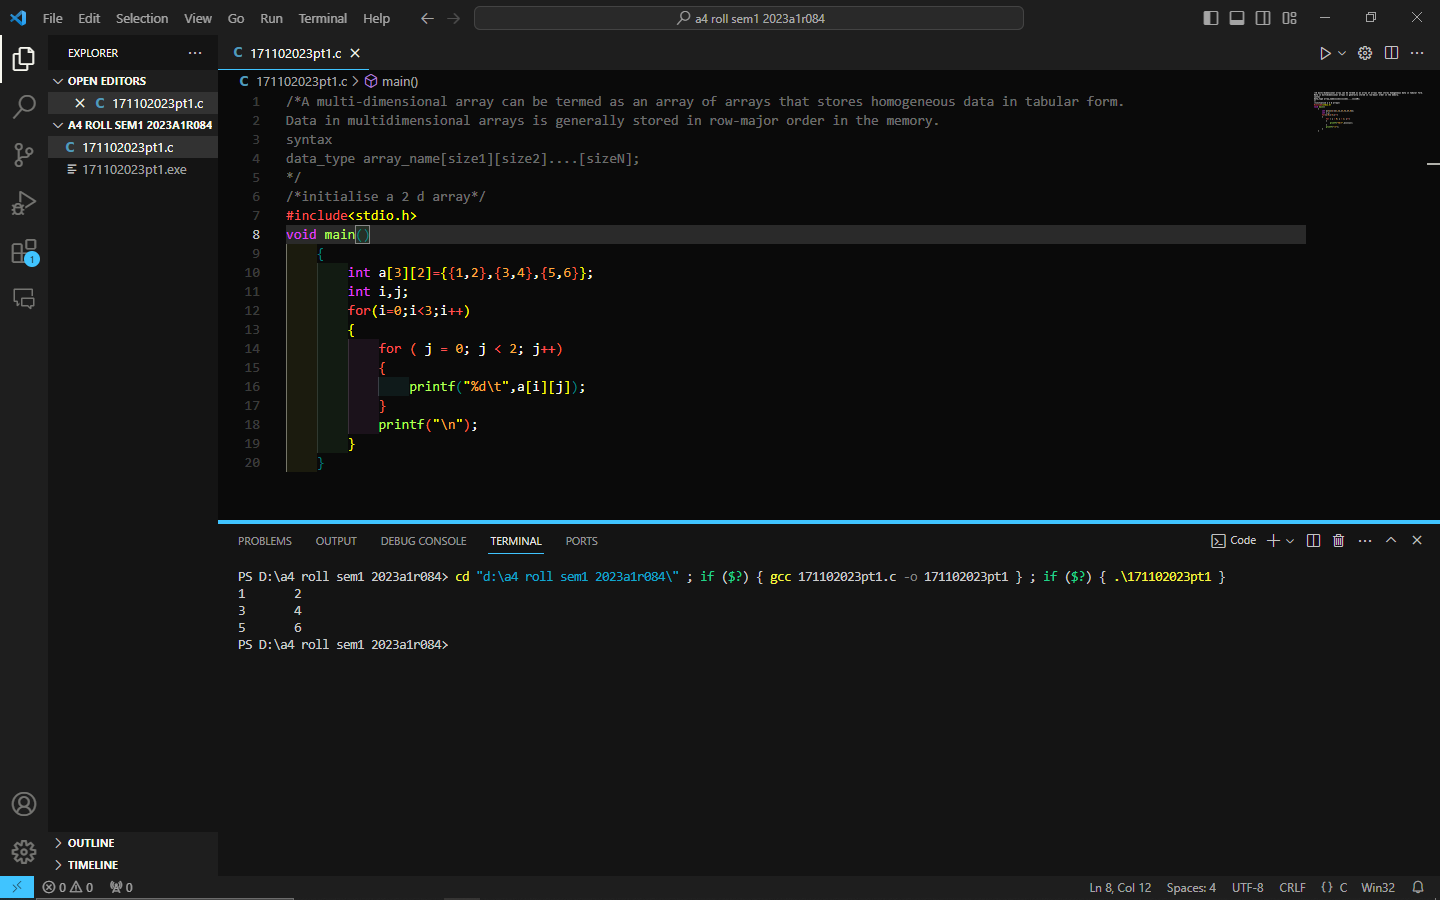 File Edit Selection View Go Run Terminal Help a4 roll sem1 2023a1r084
EXPLORER
OPEN EDITORS
C 171102023pt1.c
A4 ROLL SEM1 2023A1R084
C 171102023pt1.c
171102023pt1.exe
OUTLINE
TIMELINE
C 171102023pt1.c
C 171102023pt1.c > main()
1 /*A multi-dimensional array can be termed as an array of arrays that stores homogeneous data in tabular form.
2 Data in multidimensional arrays is generally stored in row-major order in the memory.
3 syntax
4 data_type array_name[size1][size2]....[sizeN];
5 */
6 /*initialise a 2 d array*/
7 #include<stdio.h>
8 void main()
9 {
10 int a[3][2]={{1,2},{3,4},{5,6}};
11 int i,j;
12 for(i=0;i<3;i++)
13 {
14 for ( j = 0; j < 2; j++)
15 {
16 printf("%d\t",a[i][j]);
17 }
18 printf("\n");
19 }
20 }
PROBLEMS OUTPUT DEBUG CONSOLE TERMINAL PORTS Code
PS D:\a4 roll sem1 2023a1r084> cd "d:\a4 roll sem1 2023a1r084\" ; if ($?) { gcc 171102023pt1.c -o 171102023pt1 } ; if ($?) { .\171102023pt1 }
1 2
3 4
5 6
PS D:\a4 roll sem1 2023a1r084>
1
0 0 0 Ln 8, Col 12 Spaces: 4 UTF-8 CRLF {} C Win32